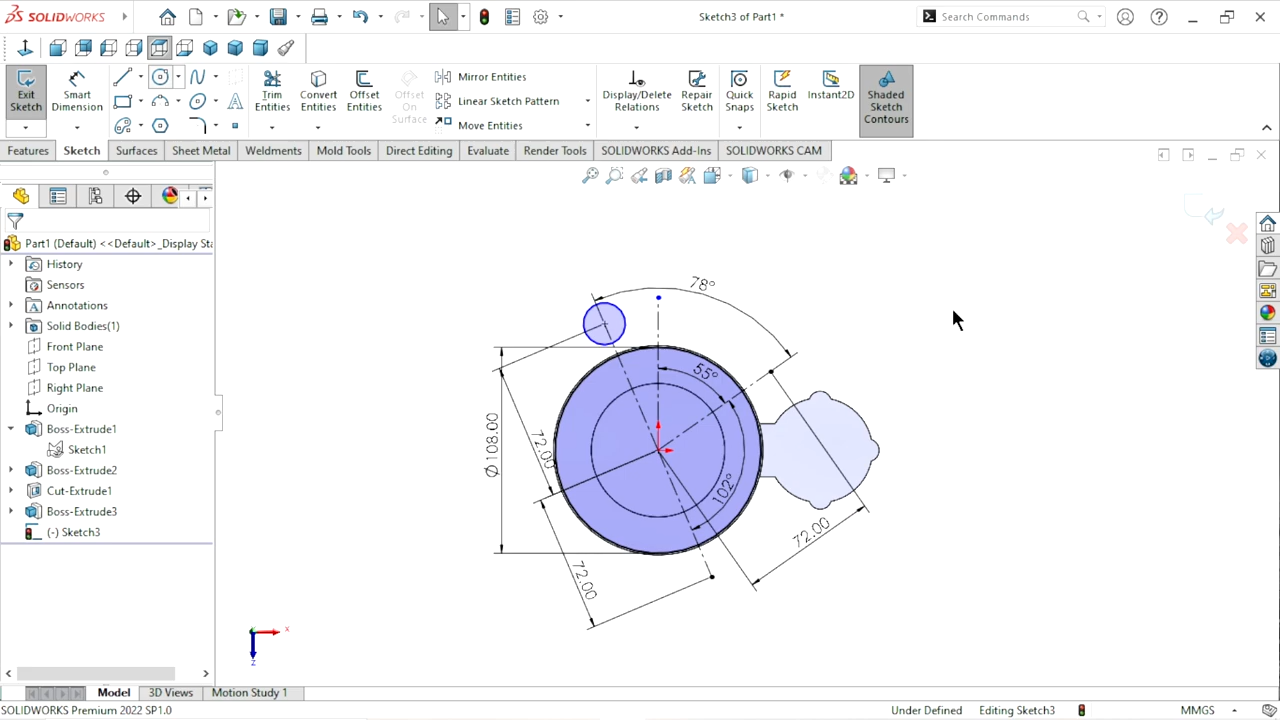 SOLIDWORKS
Sketch3 of Part1 *
Search Commands
Exit Sketch
Smart Dimension
Trim Entities
Convert Entities
Offset Entities
Offset On Surface
Mirror Entities
Linear Sketch Pattern
Move Entities
Display/Delete Relations
Repair Sketch
Quick Snaps
Rapid Sketch
Instant2D
Shaded Sketch Contours
Features
Sketch
Surfaces
Sheet Metal
Weldments
Mold Tools
Direct Editing
Evaluate
Render Tools
SOLIDWORKS Add-Ins
SOLIDWORKS CAM
Part1 (Default) <<Default>_Display Sta
History
Sensors
Annotations
Solid Bodies(1)
Front Plane
Top Plane
Right Plane
Origin
Boss-Extrude1
Sketch1
Boss-Extrude2
Cut-Extrude1
Boss-Extrude3
(-) Sketch3
78°
55°
102°
Ø108.00
72.00
72.00
72.00
x
z
Model
3D Views
Motion Study 1
SOLIDWORKS Premium 2022 SP1.0
Under Defined
Editing Sketch3
MMGS